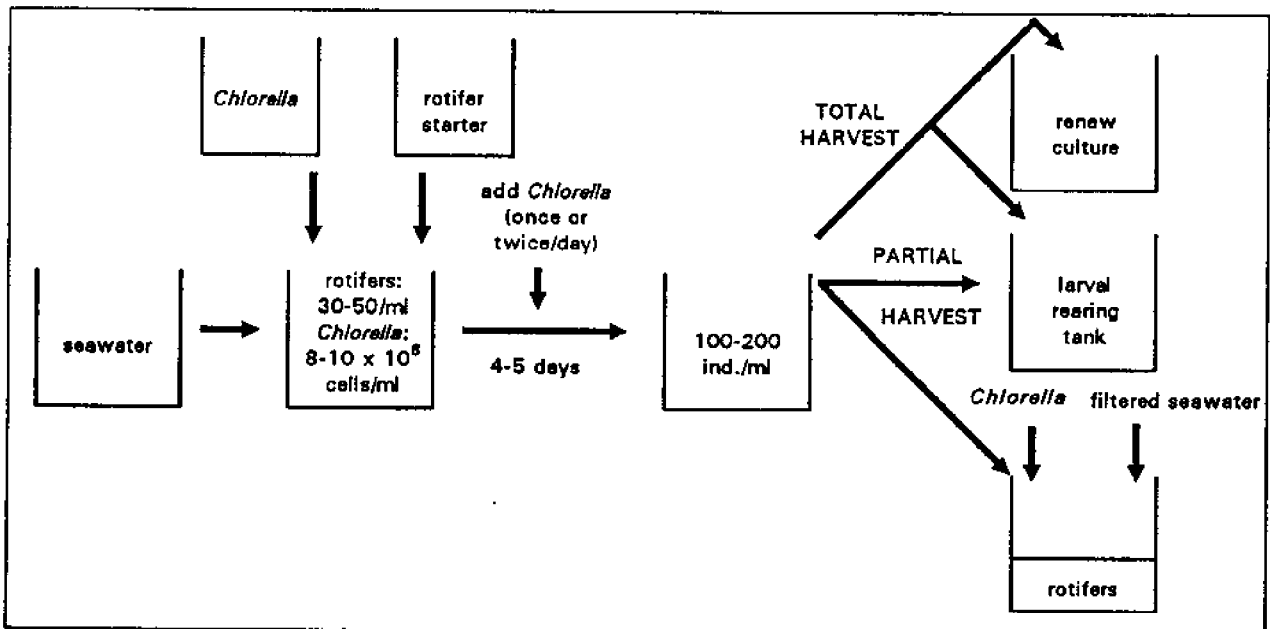 Chlorella
rotifer
starter
add Chlorella
(once or
twice/day)
seawater
rotifers:
30-50/ml
Chlorella:
8-10 x 10⁶
cells/ml
4-5 days
100-200
ind./ml
TOTAL
HARVEST
renew
culture
PARTIAL
HARVEST
larval
rearing
tank
Chlorella
filtered seawater
rotifers